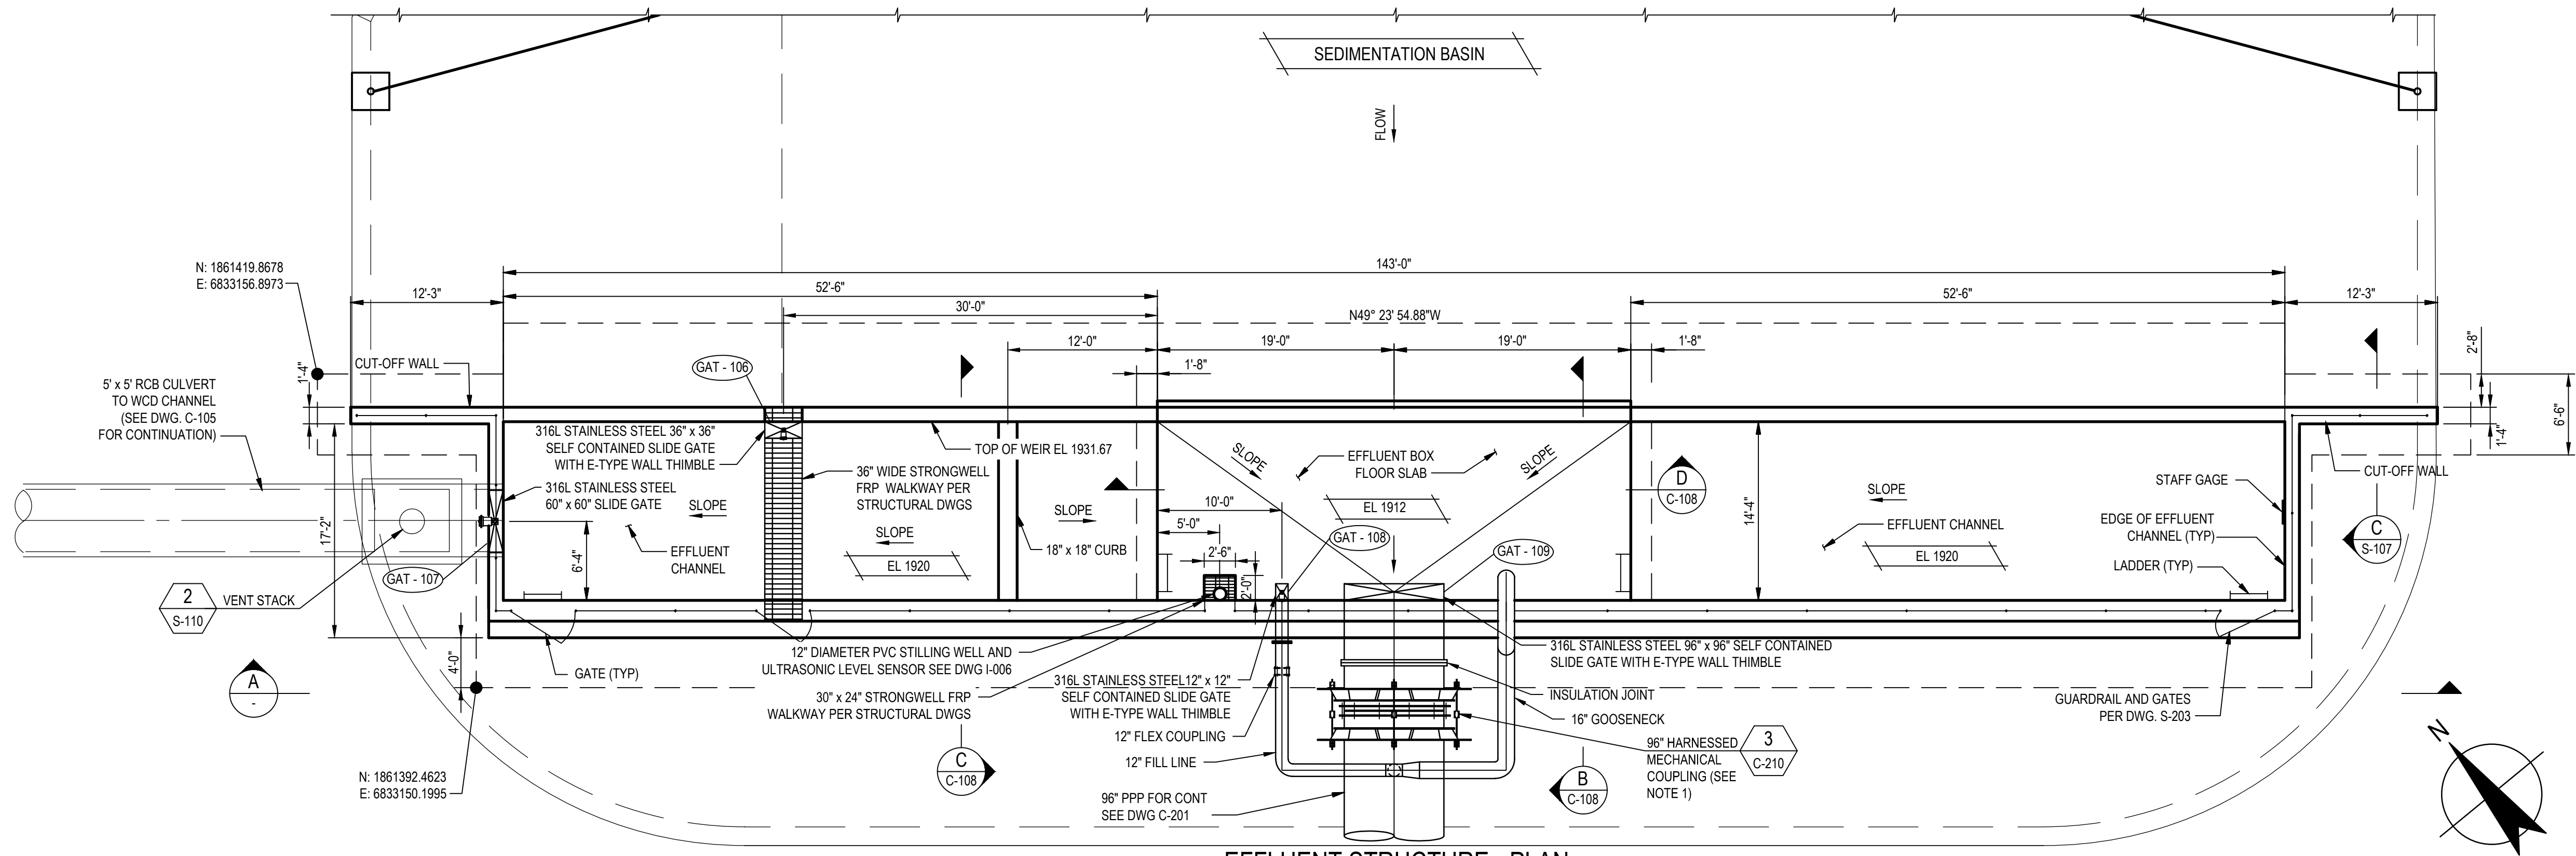 SEDIMENTATION BASIN
FLOW
N: 1861419.8678
E: 6833156.8973
143'-0"
12'-3"
52'-6"
52'-6"
12'-3"
30'-0"
N49° 23' 54.88"W
12'-0"
19'-0"
19'-0"
1'-8"
1'-8"
2'-8"
6'-6"
1'-4"
1'-4"
CUT-OFF WALL
GAT - 106
5' x 5' RCB CULVERT
TO WCD CHANNEL
(SEE DWG. C-105
FOR CONTINUATION)
316L STAINLESS STEEL 36" x 36"
SELF CONTAINED SLIDE GATE
WITH E-TYPE WALL THIMBLE
TOP OF WEIR EL 1931.67
36" WIDE STRONGWELL
FRP WALKWAY PER
STRUCTURAL DWGS
316L STAINLESS STEEL
60" x 60" SLIDE GATE
SLOPE
SLOPE
SLOPE
EL 1920
EFFLUENT
CHANNEL
6'-4"
17'-2"
4'-0"
18" x 18" CURB
SLOPE
SLOPE
EFFLUENT BOX
FLOOR SLAB
EL 1912
10'-0"
5'-0"
2'-6"
2'-0"
GAT - 108
GAT - 109
D
C-108
14'-4"
SLOPE
EFFLUENT CHANNEL
EL 1920
STAFF GAGE
EDGE OF EFFLUENT
CHANNEL (TYP)
LADDER (TYP)
CUT-OFF WALL
C
S-107
GAT - 107
2
S-110
VENT STACK
A
-
GATE (TYP)
12" DIAMETER PVC STILLING WELL AND
ULTRASONIC LEVEL SENSOR SEE DWG I-006
30" x 24" STRONGWELL FRP
WALKWAY PER STRUCTURAL DWGS
316L STAINLESS STEEL12" x 12"
SELF CONTAINED SLIDE GATE
WITH E-TYPE WALL THIMBLE
12" FLEX COUPLING
12" FILL LINE
96" PPP FOR CONT
SEE DWG C-201
316L STAINLESS STEEL 96" x 96" SELF CONTAINED
SLIDE GATE WITH E-TYPE WALL THIMBLE
INSULATION JOINT
16" GOOSENECK
96" HARNESSED
MECHANICAL
COUPLING (SEE
NOTE 1)
3
C-210
GUARDRAIL AND GATES
PER DWG. S-203
N: 1861392.4623
E: 6833150.1995
C
C-108
B
C-108
N
EFFLUENT STRUCTURE - PLAN